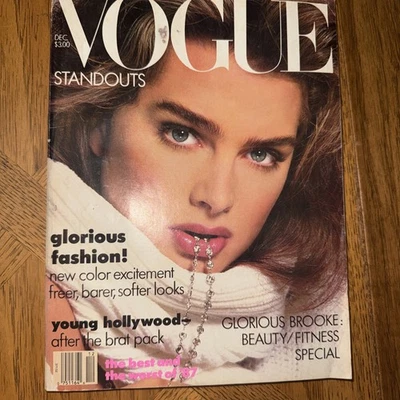 VOGUE
DEC.
$3.00
STANDOUTS
glorious
fashion!
new color excitement
freer, barer, softer looks
young hollywood—
after the brat pack
the best and
the worst of '87
GLORIOUS BROOKE:
BEAUTY/FITNESS
SPECIAL